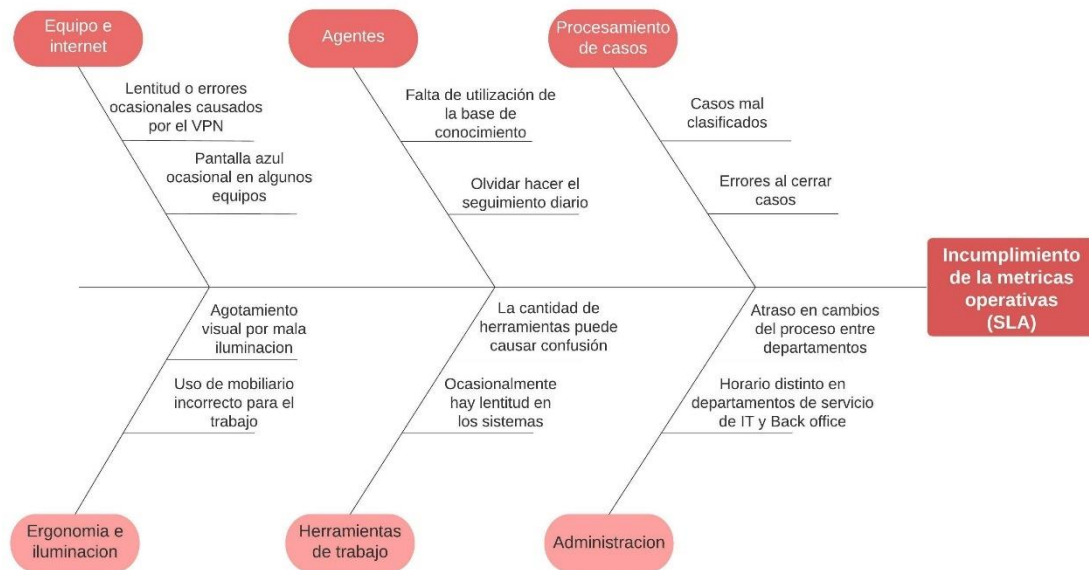 Equipo e
internet
Agentes
Procesamiento
de casos
Lentitud o errores
ocasionales causados
por el VPN
Pantalla azul
ocasional en algunos
equipos
Falta de utilización de
la base de
conocimiento
Olvidar hacer el
seguimiento diario
Casos mal
clasificados
Errores al cerrar
casos
Incumplimiento
de la metricas
operativas
(SLA)
Agotamiento
visual por mala
iluminacion
Uso de mobiliario
incorrecto para el
trabajo
La cantidad de
herramientas puede
causar confusión
Ocasionalmente
hay lentitud en
los sistemas
Atraso en cambios
del proceso entre
departamentos
Horario distinto en
departamentos de servicio
de IT y Back office
Ergonomia e
iluminacion
Herramientas
de trabajo
Administracion